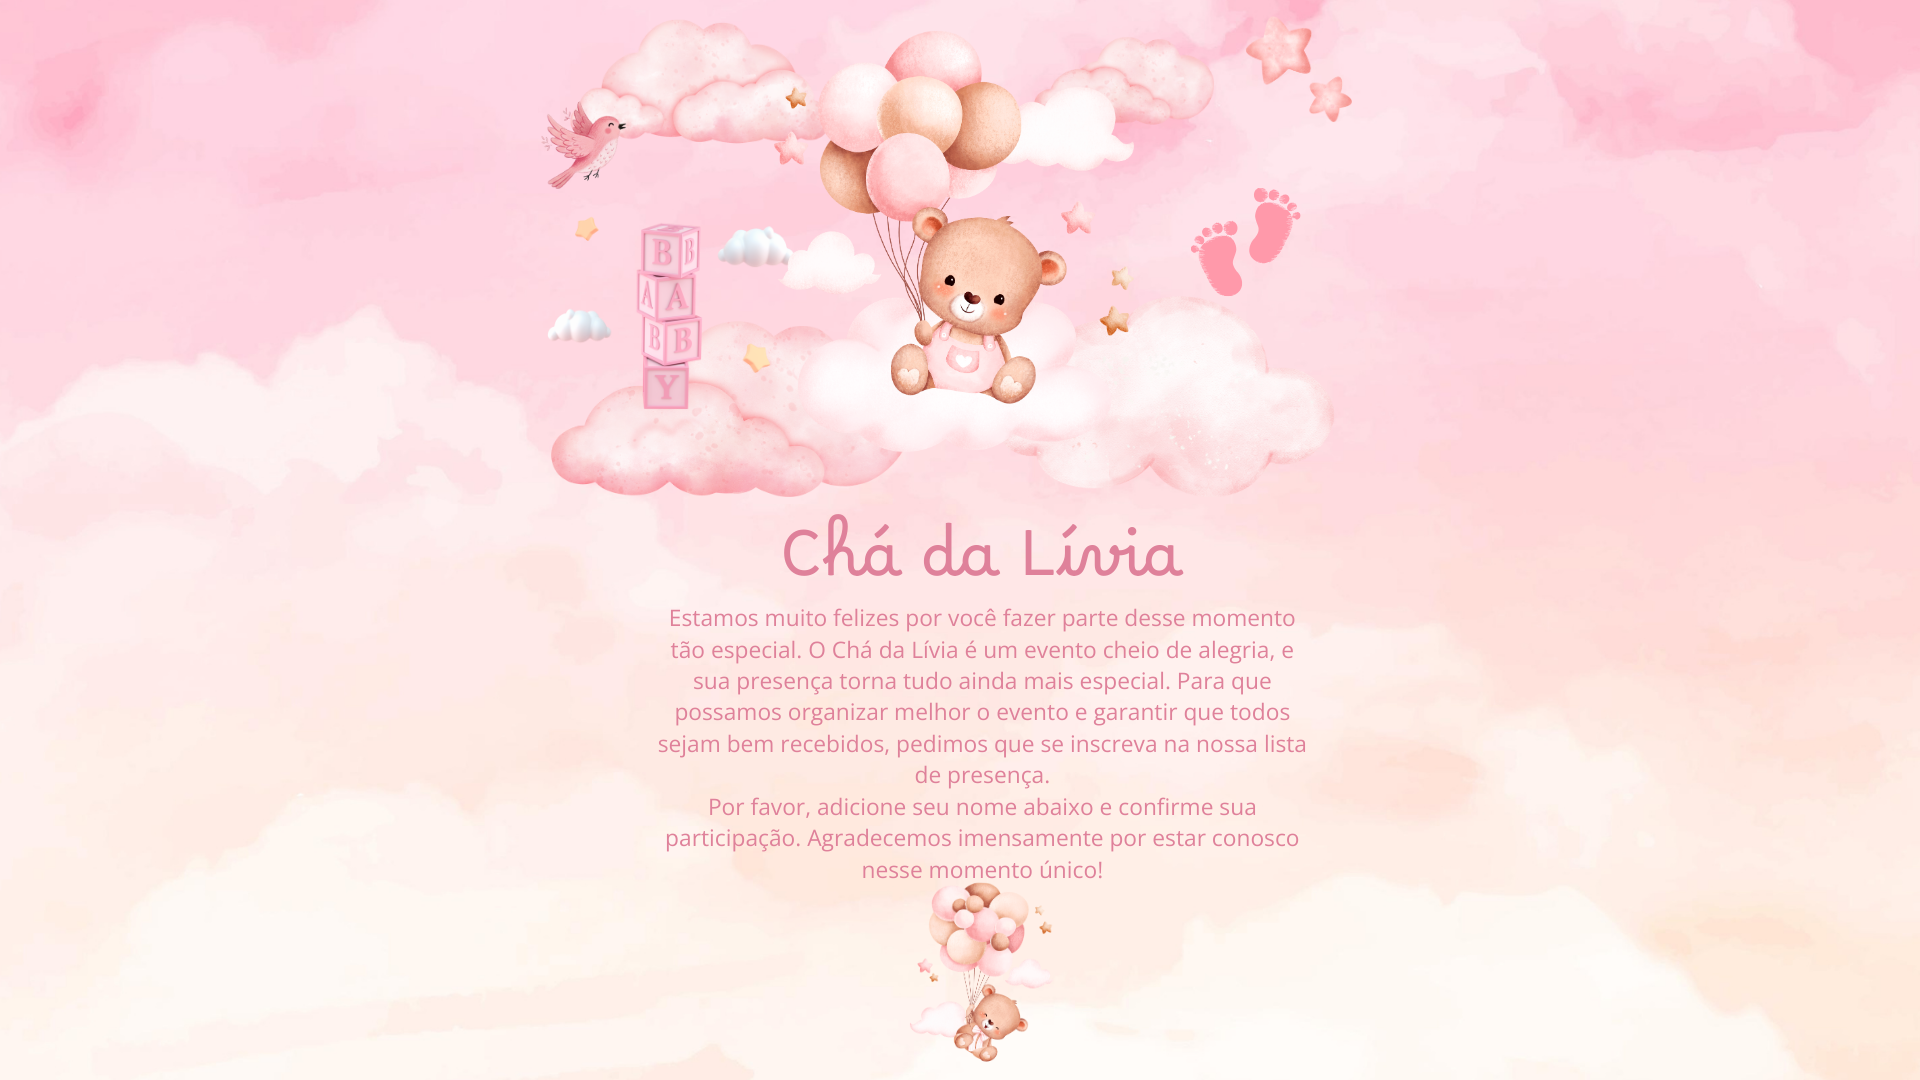 B B
A A
B B
Y
Chá da Lívia
Estamos muito felizes por você fazer parte desse momento
tão especial. O Chá da Lívia é um evento cheio de alegria, e
sua presença torna tudo ainda mais especial. Para que
possamos organizar melhor o evento e garantir que todos
sejam bem recebidos, pedimos que se inscreva na nossa lista
de presença.
Por favor, adicione seu nome abaixo e confirme sua
participação. Agradecemos imensamente por estar conosco
nesse momento único!